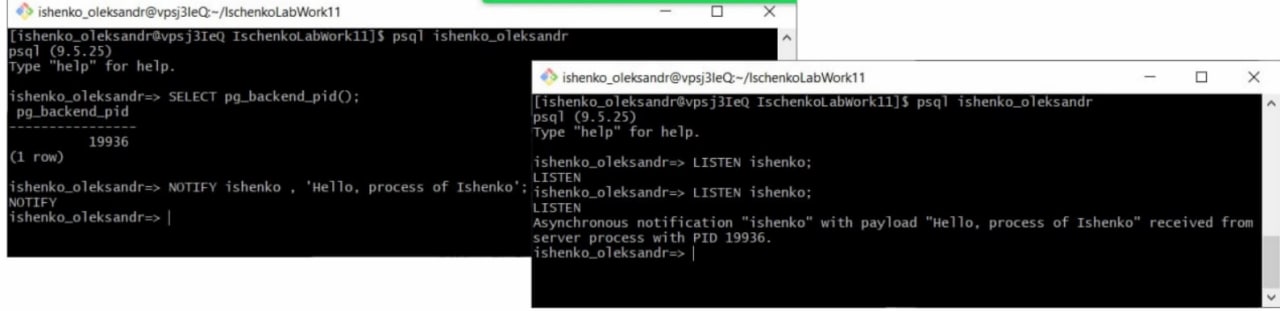 ishenko_oleksandr@vpsj3IeQ:~/IschenkoLabWork11
[ishenko_oleksandr@vpsj3IeQ IschenkoLabWork11]$ psql ishenko_oleksandr
psql (9.5.25)
Type "help" for help.
ishenko_oleksandr=> SELECT pg_backend_pid();
pg_backend_pid
----------------
19936
(1 row)
ishenko_oleksandr=> NOTIFY ishenko , 'Hello, process of Ishenko';
NOTIFY
ishenko_oleksandr=>
ishenko_oleksandr@vpsj3IeQ:~/IschenkoLabWork11
[ishenko_oleksandr@vpsj3IeQ IschenkoLabWork11]$ psql ishenko_oleksandr
psql (9.5.25)
Type "help" for help.
ishenko_oleksandr=> LISTEN ishenko;
LISTEN
ishenko_oleksandr=> LISTEN ishenko;
LISTEN
Asynchronous notification "ishenko" with payload "Hello, process of Ishenko" received from
server process with PID 19936.
ishenko_oleksandr=>